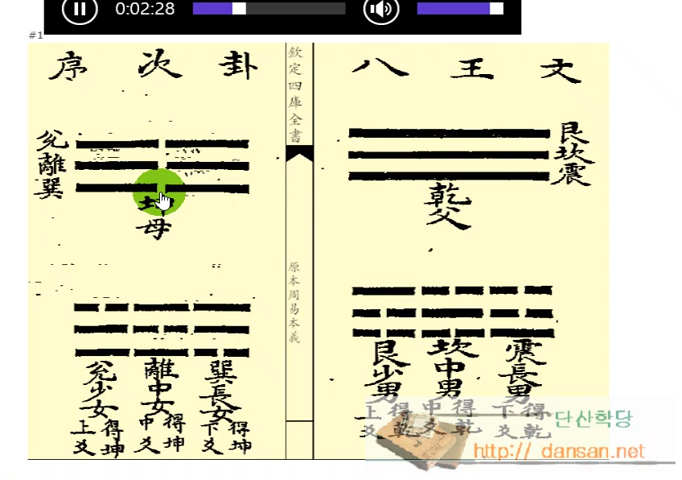 0:02:28
#1
文王八
卦次序
欽定四庫全書
原本周易本義
艮坎震
乾父
震長男
得乾下爻
坎中男
得乾中爻
艮少男
得乾上爻
兌離巽
坤母
巽長女
得坤下爻
離中女
得坤中爻
兌少女
得坤上爻
단산학당
http:// dansan.net